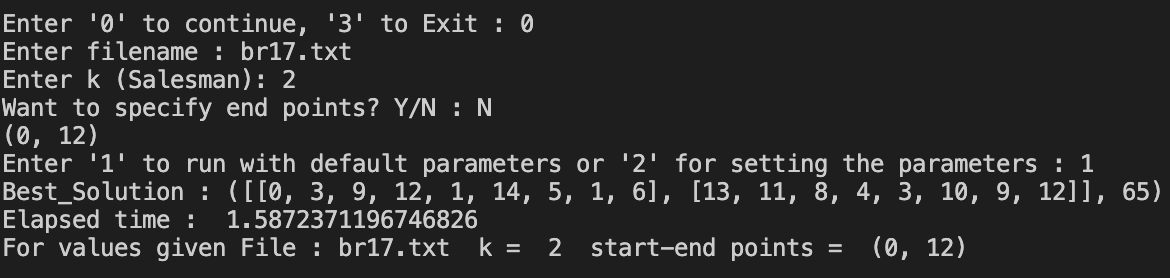 Enter '0' to continue, '3' to Exit : 0
Enter filename : br17.txt
Enter k (Salesman): 2
Want to specify end points? Y/N : N
(0, 12)
Enter '1' to run with default parameters or '2' for setting the parameters : 1
Best_Solution : ([[0, 3, 9, 12, 1, 14, 5, 1, 6], [13, 11, 8, 4, 3, 10, 9, 12]], 65)
Elapsed time :  1.5872371196746826
For values given File : br17.txt  k =  2  start-end points =  (0, 12)